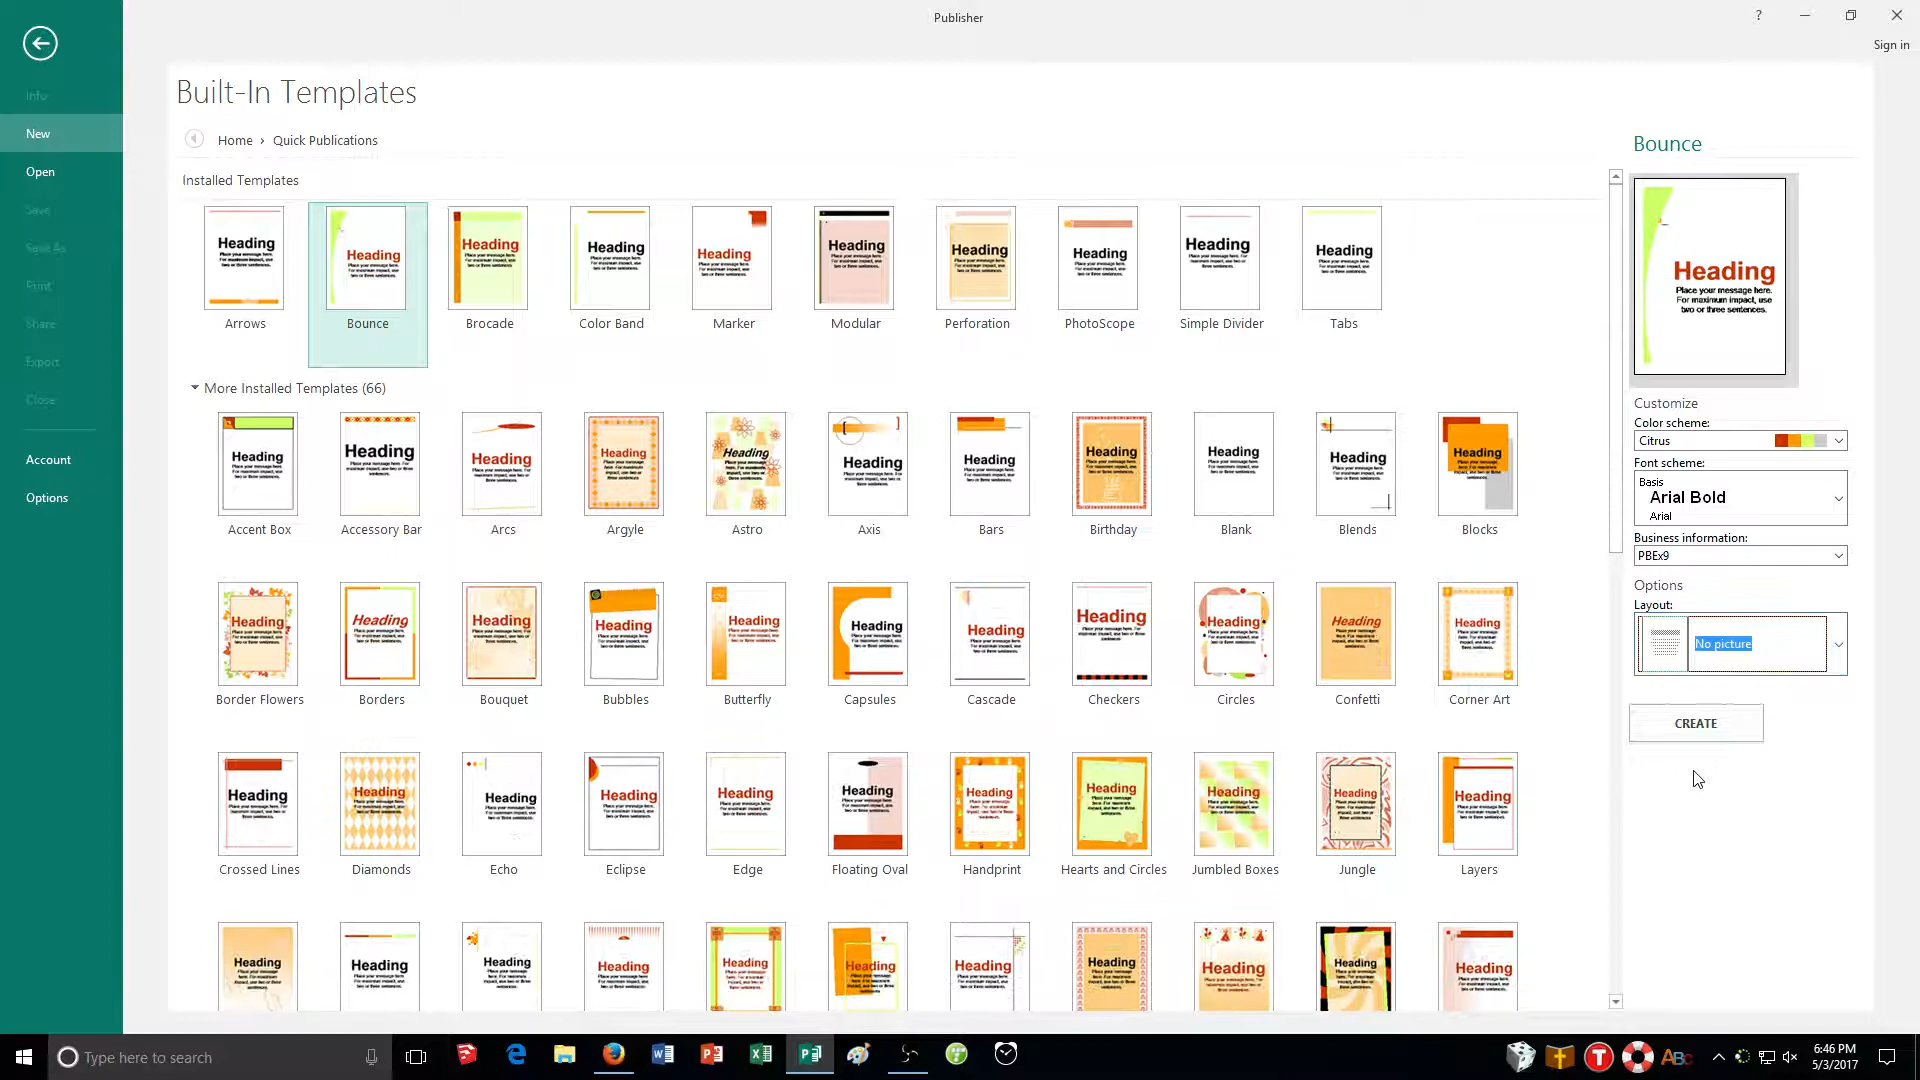 Publisher
?
Sign in
Info
New
Open
Save
Save As
Print
Share
Export
Close
Account
Options
Built-In Templates
Home › Quick Publications
Installed Templates
Arrows
Bounce
Brocade
Color Band
Marker
Modular
Perforation
PhotoScope
Simple Divider
Tabs
More Installed Templates (66)
Accent Box
Accessory Bar
Arcs
Argyle
Astro
Axis
Bars
Birthday
Blank
Blends
Blocks
Border Flowers
Borders
Bouquet
Bubbles
Butterfly
Capsules
Cascade
Checkers
Circles
Confetti
Corner Art
Crossed Lines
Diamonds
Echo
Eclipse
Edge
Floating Oval
Handprint
Hearts and Circles
Jumbled Boxes
Jungle
Layers
Bounce
Heading
Place your message here.
For maximum impact, use
two or three sentences.
Customize
Color scheme:
Citrus
Font scheme:
Basis
Arial Bold
Arial
Business information:
PBEx9
Options
Layout:
No picture
CREATE
Type here to search
6:46 PM
5/3/2017